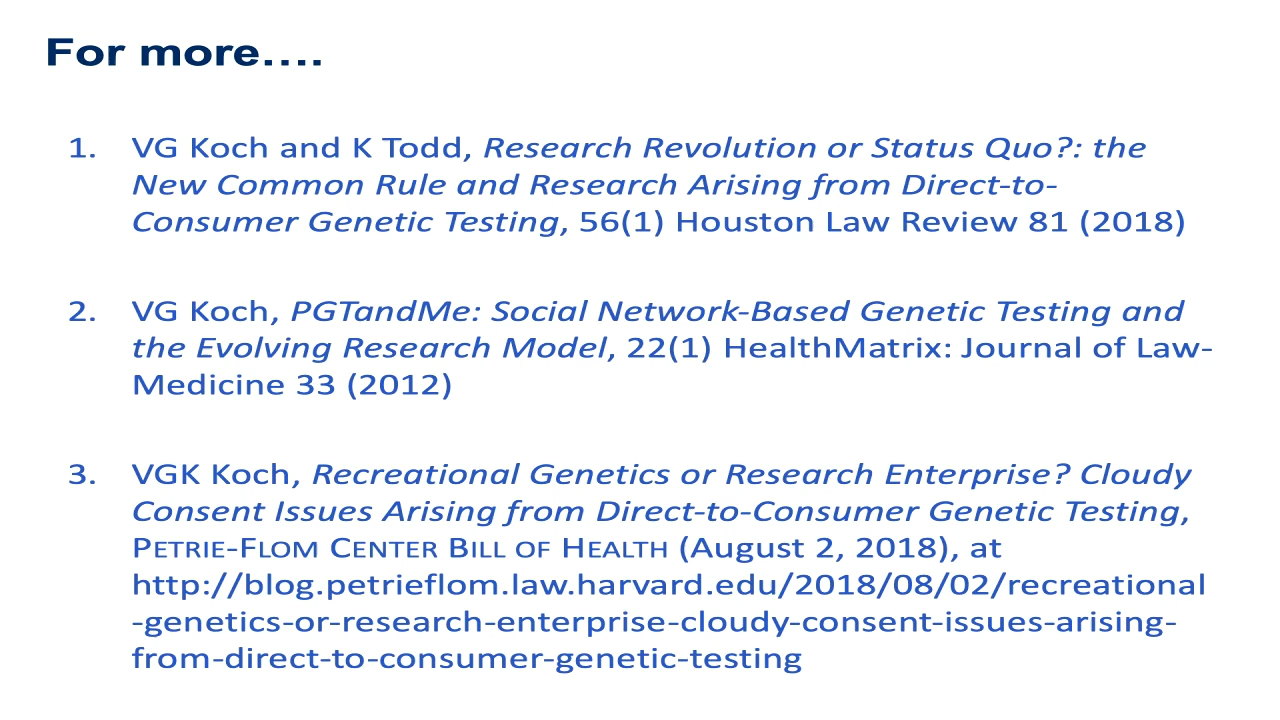 For more....
1. VG Koch and K Todd, Research Revolution or Status Quo?: the
New Common Rule and Research Arising from Direct-to-
Consumer Genetic Testing, 56(1) Houston Law Review 81 (2018)
2. VG Koch, PGTandMe: Social Network-Based Genetic Testing and
the Evolving Research Model, 22(1) HealthMatrix: Journal of Law-
Medicine 33 (2012)
3. VGK Koch, Recreational Genetics or Research Enterprise? Cloudy
Consent Issues Arising from Direct-to-Consumer Genetic Testing,
PETRIE-FLOM CENTER BILL OF HEALTH (August 2, 2018), at
http://blog.petrieflom.law.harvard.edu/2018/08/02/recreational
-genetics-or-research-enterprise-cloudy-consent-issues-arising-
from-direct-to-consumer-genetic-testing